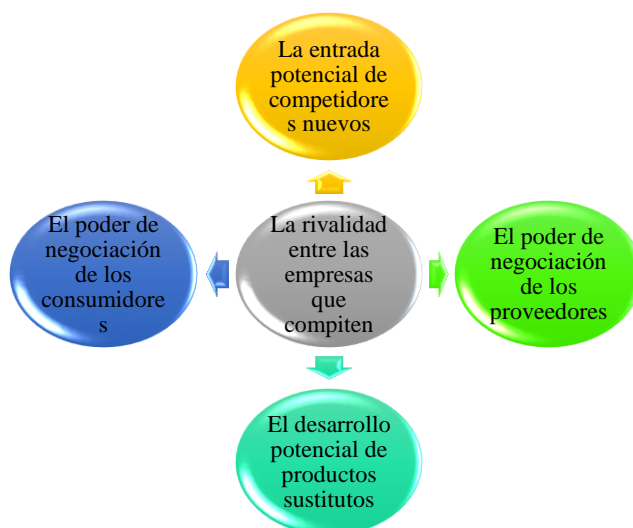 La entrada
potencial de
competidore
s nuevos
El poder de
negociación
de los
consumidore
s
La rivalidad
entre las
empresas
que
compiten
El poder de
negociación
de los
proveedores
El desarrollo
potencial de
productos
sustitutos